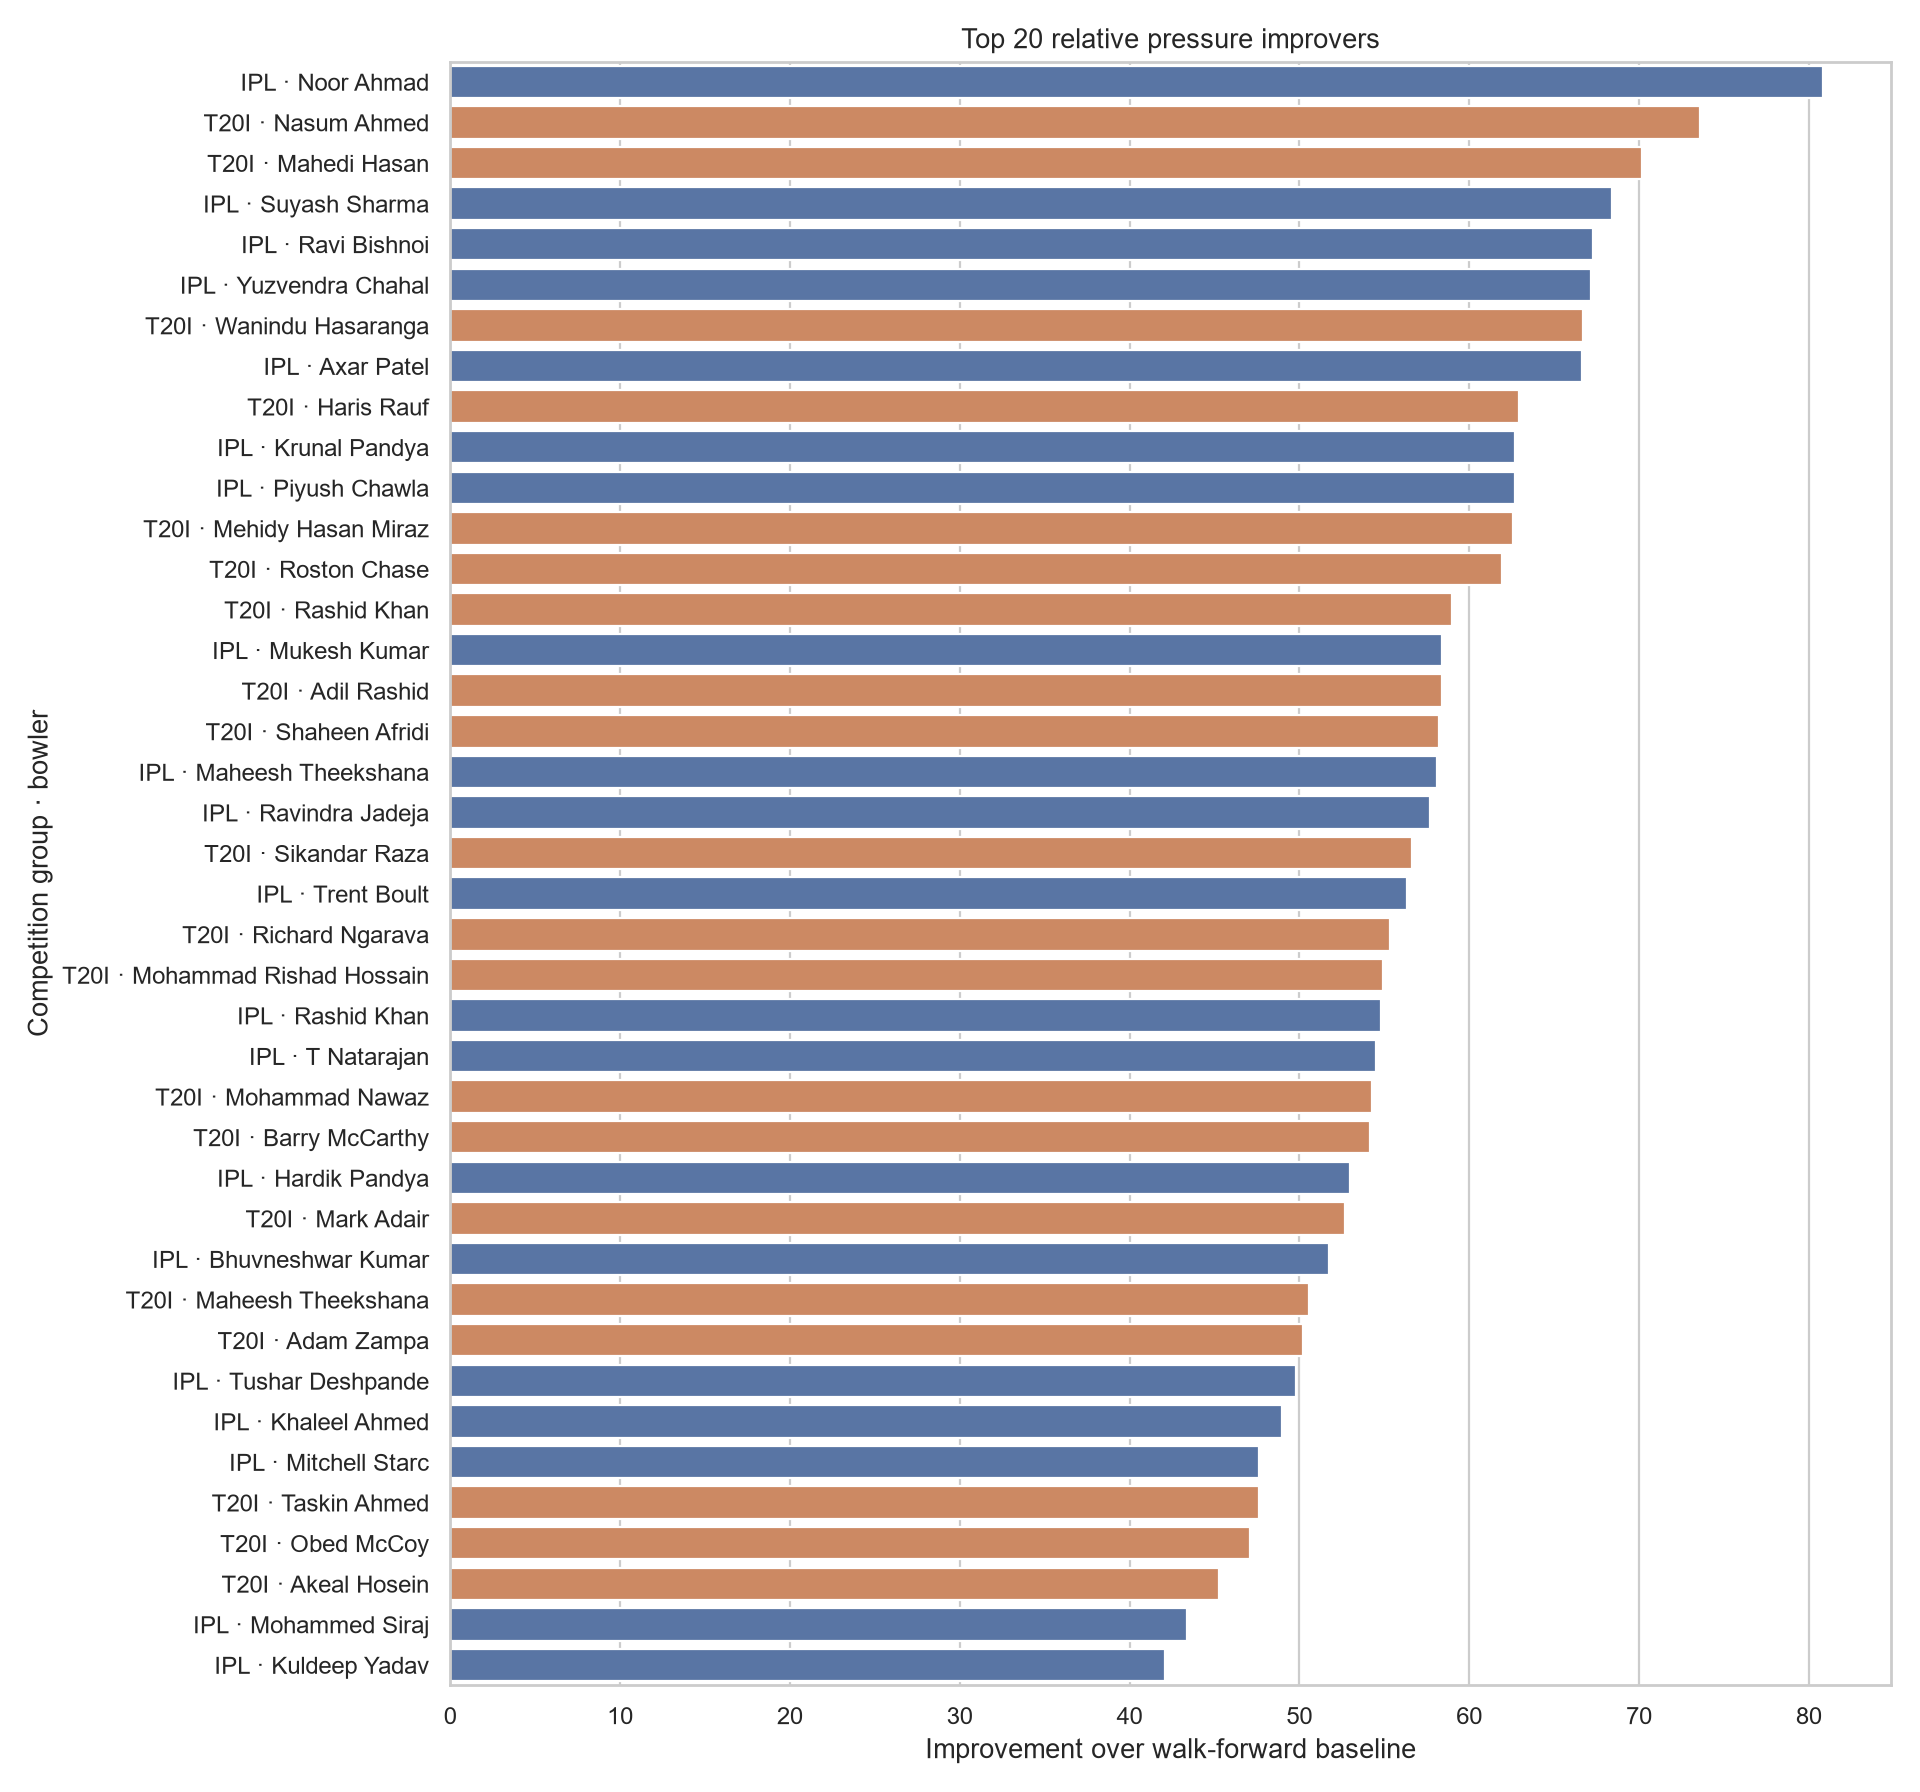 Top 20 relative pressure improvers
IPL · Noor Ahmad
T20I · Nasum Ahmed
T20I · Mahedi Hasan
IPL · Suyash Sharma
IPL · Ravi Bishnoi
IPL · Yuzvendra Chahal
T20I · Wanindu Hasaranga
IPL · Axar Patel
T20I · Haris Rauf
IPL · Krunal Pandya
IPL · Piyush Chawla
T20I · Mehidy Hasan Miraz
T20I · Roston Chase
T20I · Rashid Khan
IPL · Mukesh Kumar
T20I · Adil Rashid
T20I · Shaheen Afridi
IPL · Maheesh Theekshana
IPL · Ravindra Jadeja
T20I · Sikandar Raza
IPL · Trent Boult
T20I · Richard Ngarava
T20I · Mohammad Rishad Hossain
IPL · Rashid Khan
IPL · T Natarajan
T20I · Mohammad Nawaz
T20I · Barry McCarthy
IPL · Hardik Pandya
T20I · Mark Adair
IPL · Bhuvneshwar Kumar
T20I · Maheesh Theekshana
T20I · Adam Zampa
IPL · Tushar Deshpande
IPL · Khaleel Ahmed
IPL · Mitchell Starc
T20I · Taskin Ahmed
T20I · Obed McCoy
T20I · Akeal Hosein
IPL · Mohammed Siraj
IPL · Kuldeep Yadav
Competition group · bowler
0 10 20 30 40 50 60 70 80
Improvement over walk-forward baseline